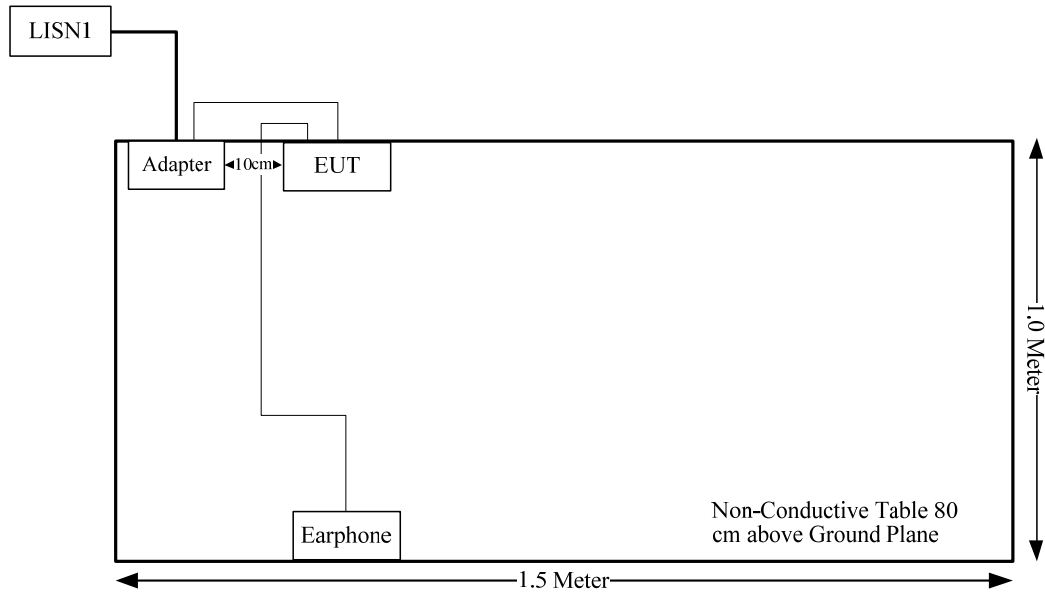 LISN1
Adapter
10cm
EUT
1.0 Meter
Earphone
Non-Conductive Table 80
cm above Ground Plane
1.5 Meter